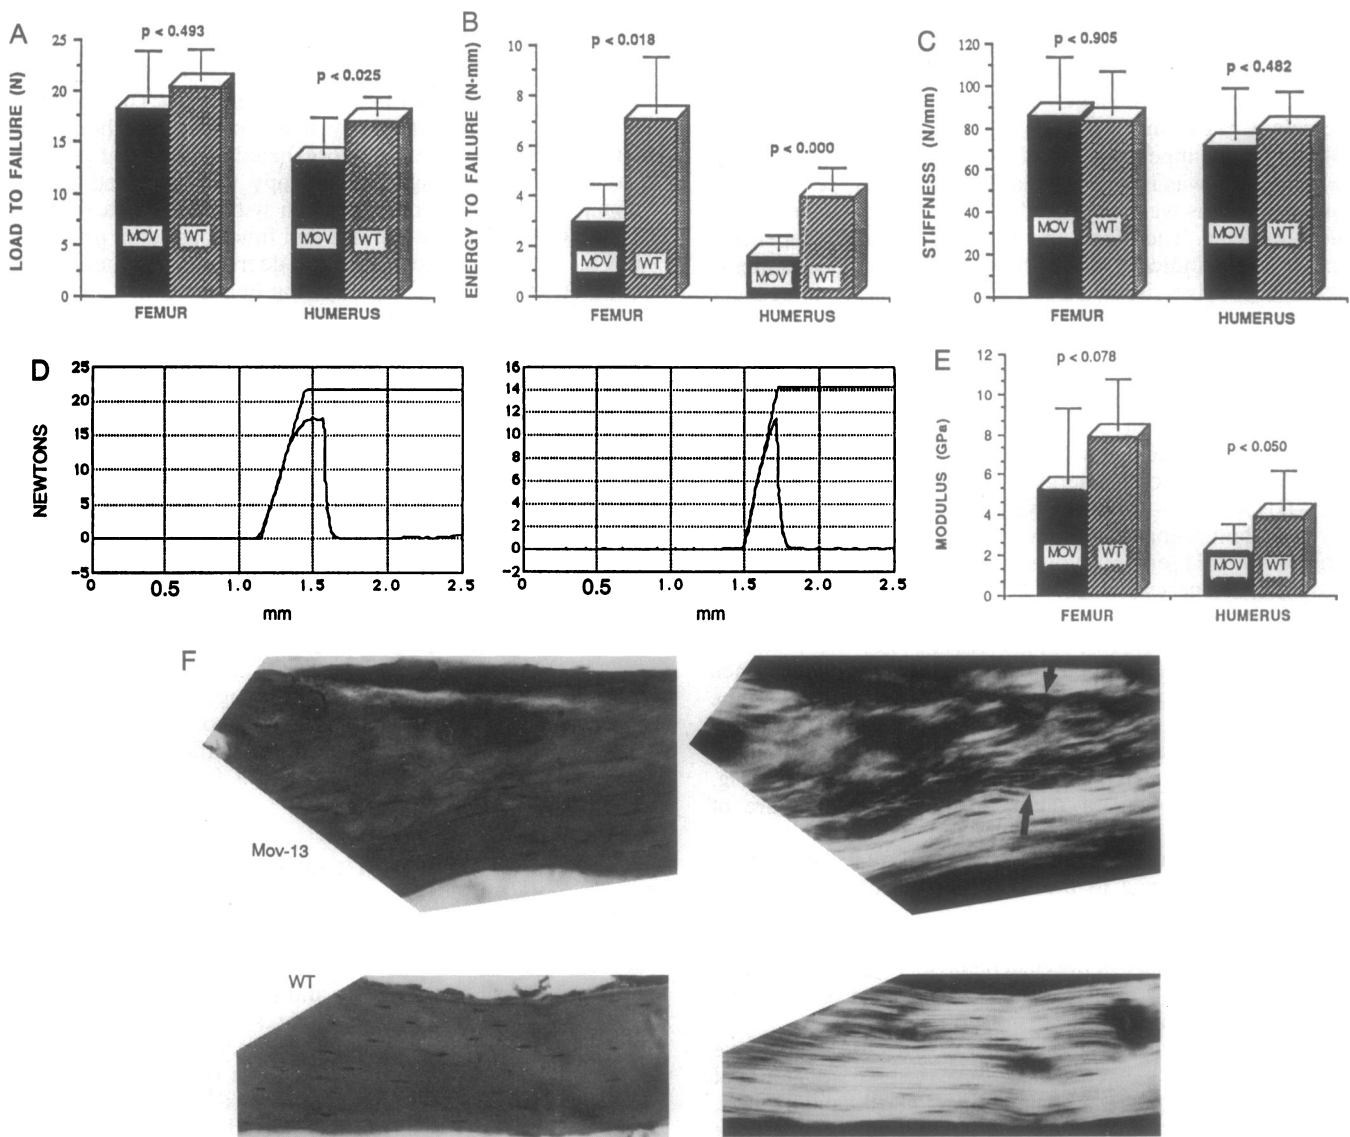 A
p < 0.493
p < 0.025
LOAD TO FAILURE (N)
25
20
15
10
5
0
MOV
WT
MOV
WT
FEMUR
HUMERUS
B
p < 0.018
p < 0.000
ENERGY TO FAILURE (N-mm)
10
8
6
4
2
0
MOV
WT
MOV
WT
FEMUR
HUMERUS
C
p < 0.905
p < 0.482
STIFFNESS (N/mm)
120
100
80
60
40
20
0
MOV
WT
MOV
WT
FEMUR
HUMERUS
D
NEWTONS
25
20
15
10
5
0
-5
0
0.5
1.0
1.5
2.0
2.5
mm
16
14
12
10
8
6
4
2
0
-2
0
0.5
1.0
1.5
2.0
2.5
mm
E
p < 0.078
p < 0.050
MODULUS (GPa)
12
10
8
6
4
2
0
MOV
WT
MOV
WT
FEMUR
HUMERUS
F
Mov-13
WT